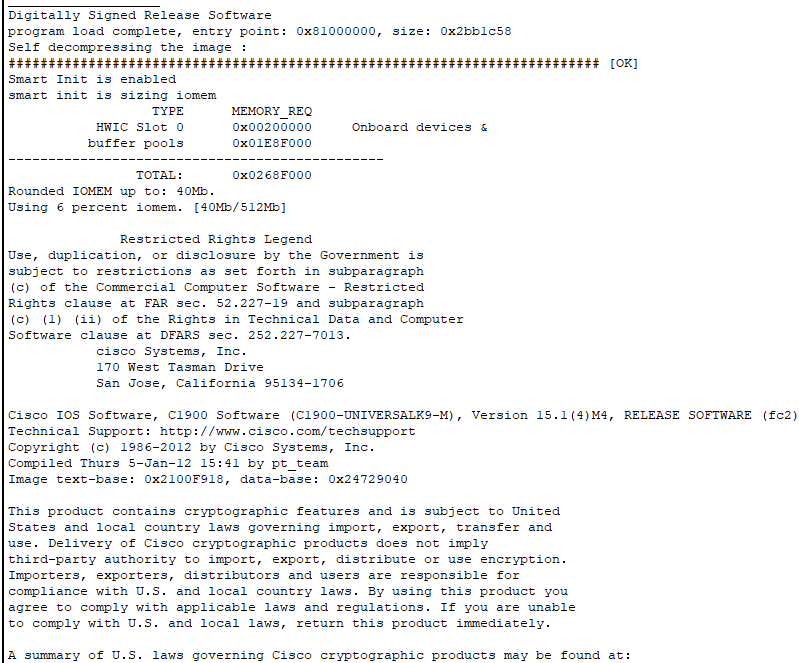 Digitally Signed Release Software
program load complete, entry point: 0x81000000, size: 0x2bb1c58
Self decompressing the image :
########################################################################## [OK]
Smart Init is enabled
smart init is sizing iomem
                  TYPE      MEMORY_REQ
           HWIC Slot 0      0x00200000     Onboard devices &
          buffer pools      0x01E8F000
-----------------------------------------------
                TOTAL:      0x0268F000
Rounded IOMEM up to: 40Mb.
Using 6 percent iomem. [40Mb/512Mb]

              Restricted Rights Legend
Use, duplication, or disclosure by the Government is
subject to restrictions as set forth in subparagraph
(c) of the Commercial Computer Software - Restricted
Rights clause at FAR sec. 52.227-19 and subparagraph
(c) (1) (ii) of the Rights in Technical Data and Computer
Software clause at DFARS sec. 252.227-7013.
           cisco Systems, Inc.
           170 West Tasman Drive
           San Jose, California 95134-1706

Cisco IOS Software, C1900 Software (C1900-UNIVERSALK9-M), Version 15.1(4)M4, RELEASE SOFTWARE (fc2)
Technical Support: http://www.cisco.com/techsupport
Copyright (c) 1986-2012 by Cisco Systems, Inc.
Compiled Thurs 5-Jan-12 15:41 by pt_team
Image text-base: 0x2100F918, data-base: 0x24729040

This product contains cryptographic features and is subject to United
States and local country laws governing import, export, transfer and
use. Delivery of Cisco cryptographic products does not imply
third-party authority to import, export, distribute or use encryption.
Importers, exporters, distributors and users are responsible for
compliance with U.S. and local country laws. By using this product you
agree to comply with applicable laws and regulations. If you are unable
to comply with U.S. and local laws, return this product immediately.

A summary of U.S. laws governing Cisco cryptographic products may be found at: